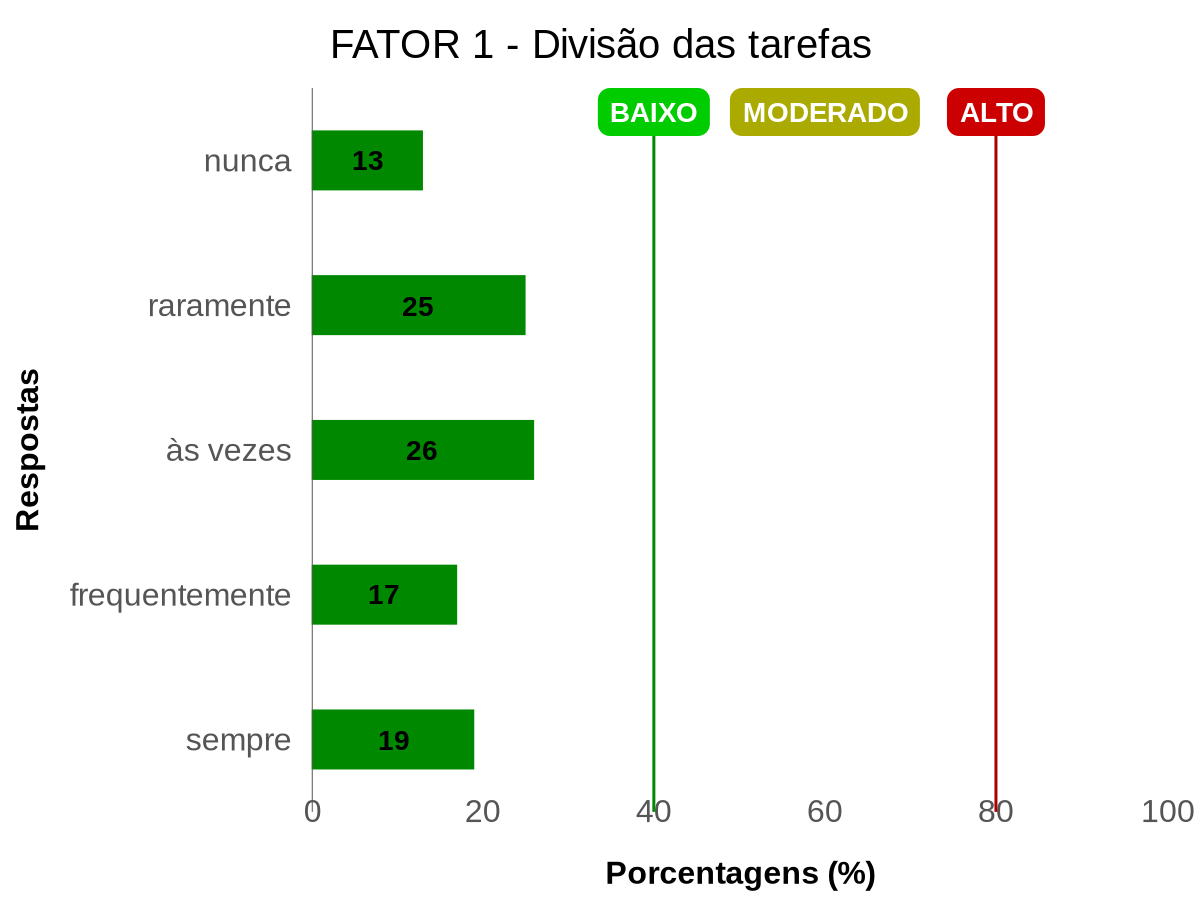 FATOR 1 - Divisão das tarefas
BAIXO MODERADO ALTO
nunca 13
raramente 25
às vezes 26
frequentemente 17
sempre 19
Respostas
0 20 40 60 80 100
Porcentagens (%)